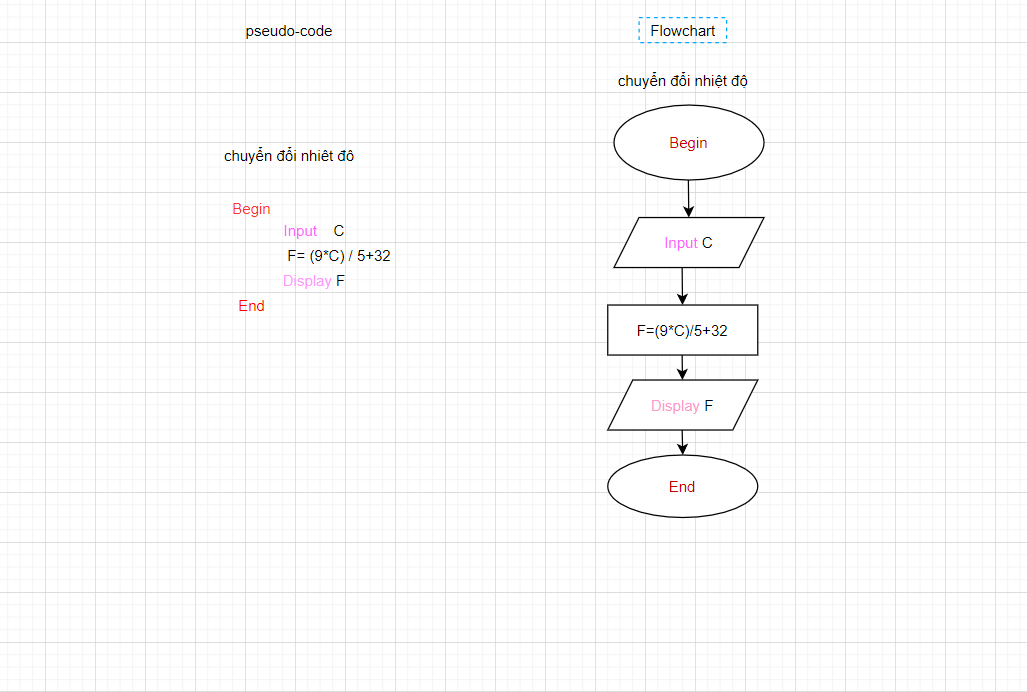 pseudo-code
chuyển đổi nhiêt đô
Begin
Input C
F= (9*C) / 5+32
Display F
End
Flowchart
chuyển đổi nhiệt độ
Begin
Input C
F=(9*C)/5+32
Display F
End